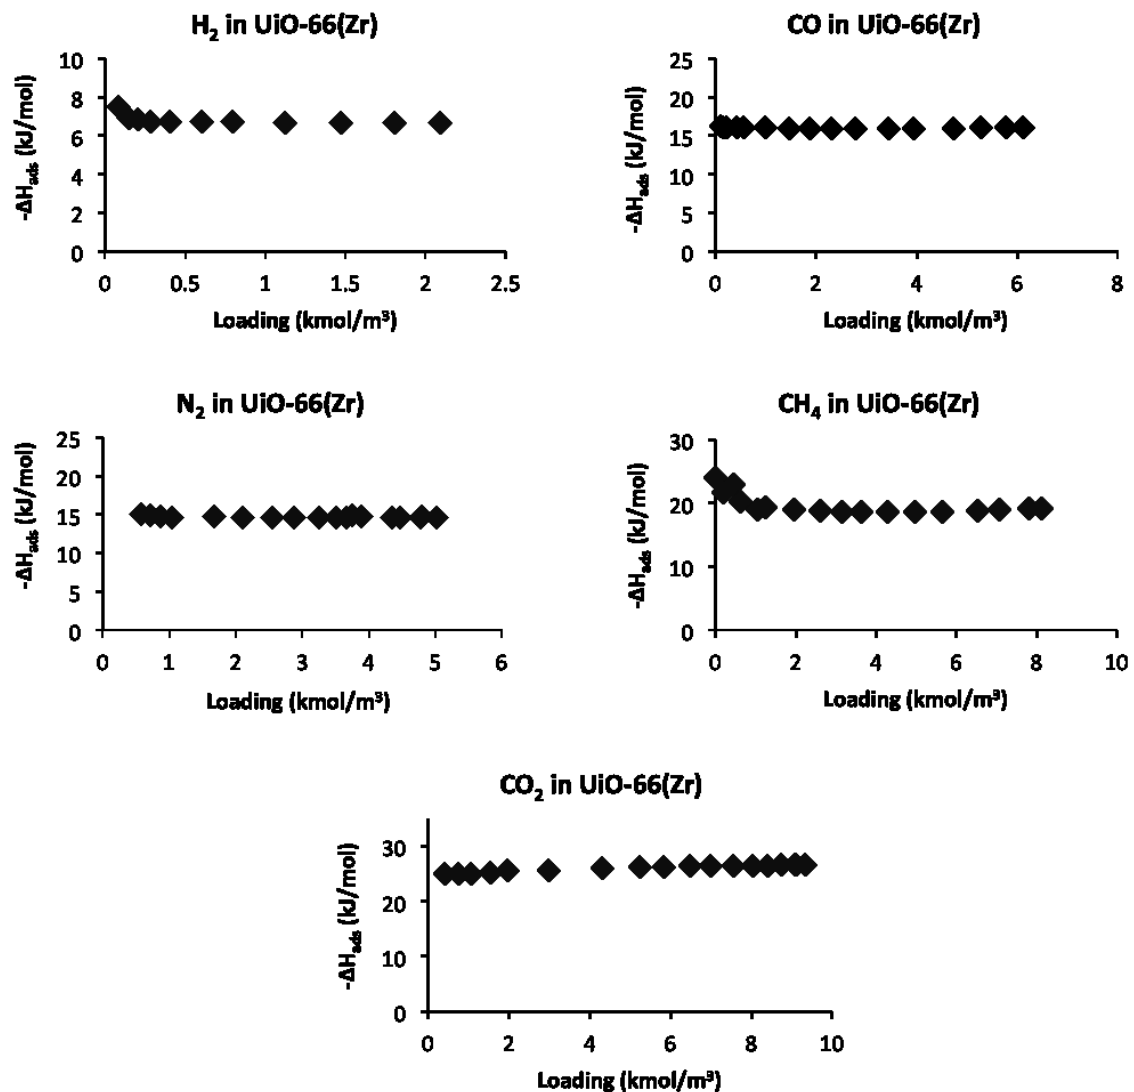 H₂ in UiO-66(Zr)
-ΔHₐdₛ (kJ/mol)
10
8
6
4
2
0
0 0.5 1 1.5 2 2.5
Loading (kmol/m³)
CO in UiO-66(Zr)
-ΔHads (kJ/mol)
25
20
15
10
5
0
0 2 4 6 8
Loading (kmol/m³)
N₂ in UiO-66(Zr)
-ΔHads (kJ/mol)
25
20
15
10
5
0
0 1 2 3 4 5 6
Loading (kmol/m³)
CH₄ in UiO-66(Zr)
-ΔHads (kJ/mol)
30
20
10
0
0 2 4 6 8 10
Loading (kmol/m³)
CO₂ in UiO-66(Zr)
-ΔHads (kJ/mol)
30
20
10
0
0 2 4 6 8 10
Loading (kmol/m³)